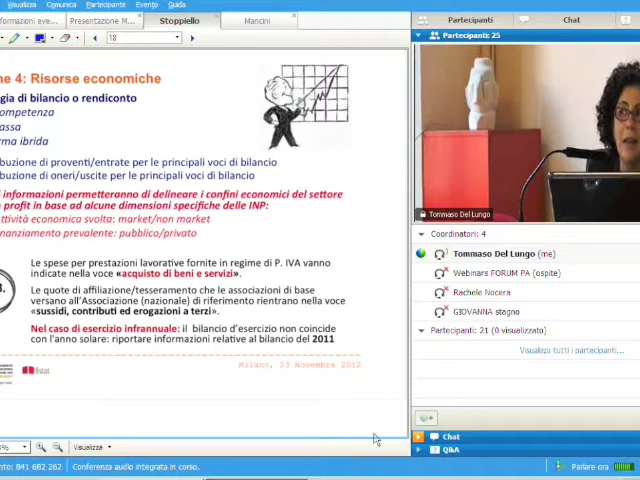 Visualizza Comunica Partecipante Evento Guida
Presentazione M... Stoppiello Mancini
18
ne 4: Risorse economiche
gia di bilancio o rendiconto
ompetenza
assa
rma ibrida
buzione di proventi/entrate per le principali voci di bilancio
buzione di oneri/uscite per le principali voci di bilancio
i informazioni permetteranno di delineare i confini economici del settore
n profit in base ad alcune dimensioni specifiche delle INP:
ttività economica svolta: market/non market
nanziamento prevalente: pubblico/privato
Le spese per prestazioni lavorative fornite in regime di P. IVA vanno
indicate nella voce «acquisto di beni e servizi».
Le quote di affiliazione/tesseramento che le associazioni di base
versano all'Associazione (nazionale) di riferimento rientrano nella voce
«sussidi, contributi ed erogazioni a terzi».
Nel caso di esercizio infrannuale: il bilancio d'esercizio non coincide
con l'anno solare: riportare informazioni relative al bilancio del 2011
Istat
Milano, 23 Novembre 2012
Visualizza
nto: 841 682 262. Conferenza audio integrata in corso.
Partecipanti Chat
Partecipanti: 25
Tommaso Del Lungo
Coordinatori: 4
Tommaso Del Lungo (me)
Webinars FORUM PA (ospite)
Rachele Nocera
GIOVANNA stagno
Partecipanti: 21 (0 visualizzato)
Visualizza tutti i partecipanti...
Chat
Q&A
Parlare ora